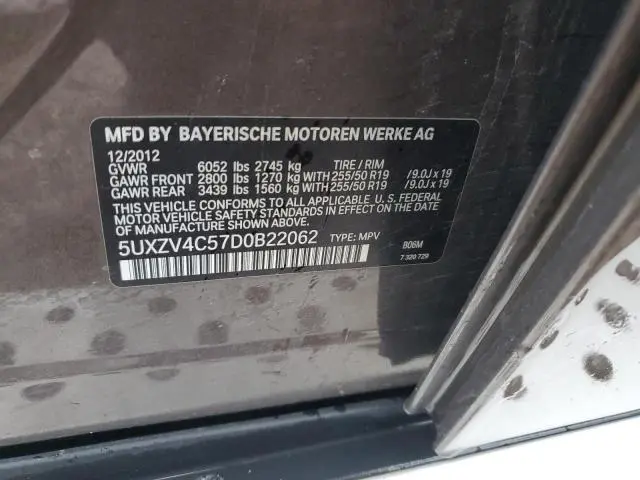 MFD BY BAYERISCHE MOTOREN WERKE AG
12/2012
GVWR 6052 lbs 2745 kg TIRE / RIM
GAWR FRONT 2800 lbs 1270 kg WITH 255/50 R19 /9.0J x 19
GAWR REAR 3439 lbs 1560 kg WITH 255/50 R19 /9.0J x 19
THIS VEHICLE CONFORMS TO ALL APPLICABLE U. S. FEDERAL
MOTOR VEHICLE SAFETY STANDARDS IN EFFECT ON THE DATE
OF MANUFACTURE SHOWN ABOVE.
5UXZV4C57D0B22062 TYPE: MPV B06M
7 320 729